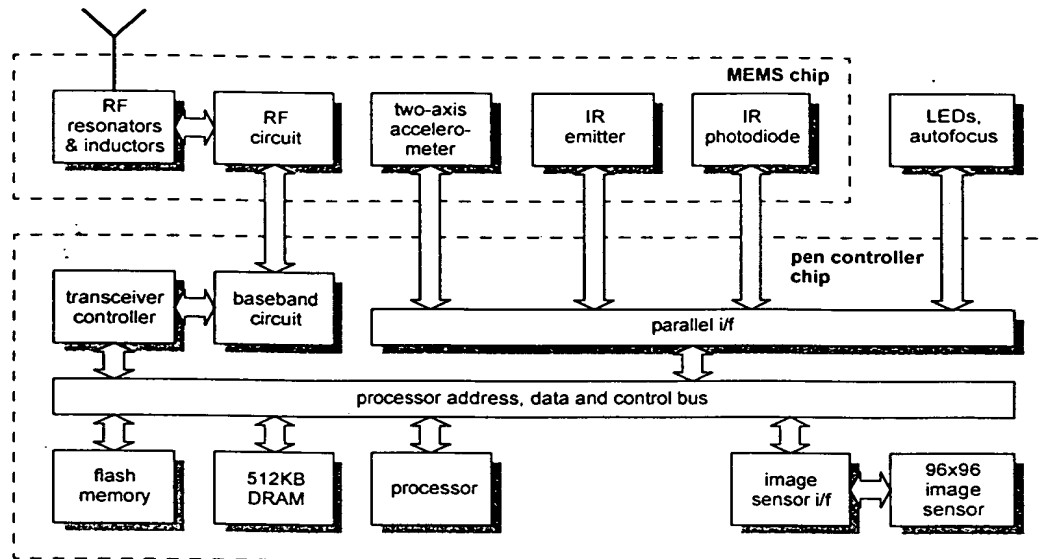 MEMS chip
RF
resonators
& inductors
RF
circuit
two-axis
accelero-
meter
IR
emitter
IR
photodiode
LEDs,
autofocus
pen controller
chip
transceiver
controller
baseband
circuit
parallel i/f
processor address, data and control bus
flash
memory
512KB
DRAM
processor
image
sensor i/f
96x96
image
sensor